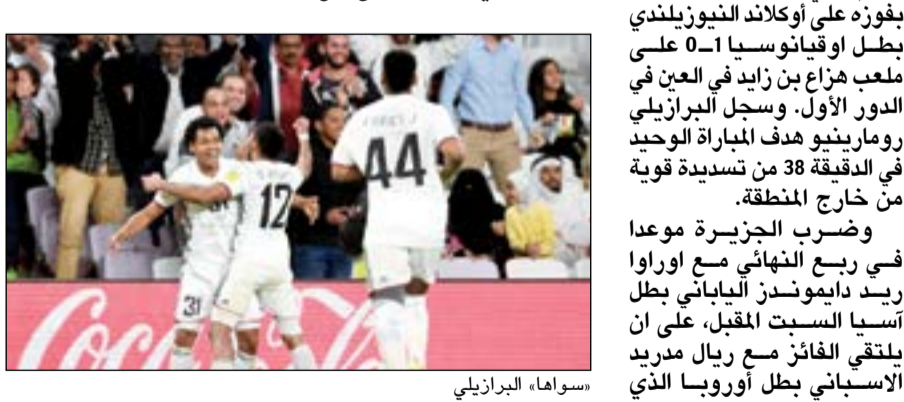 بفوزه على أوكلاند النيوزيلندي
بطل اوقيانوسيا 1-0 على
ملعب هزاع بن زايد في العين في
الدور الأول. وسجل البرازيلي
رومارينيو هدف المباراة الوحيد
في الدقيقة 38 من تسديدة قوية
من خارج المنطقة.
وضرب الجزيرة موعدا
في ربع النهائي مع اوراوا
ريد دايموندز الياباني بطل
آسيا السبت المقبل، على ان
يلتقي الفائز مع ريال مدريد
الاسباني بطل أوروبا الذي
44
12
31
Coca-Cola
«سواها» البرازيلي